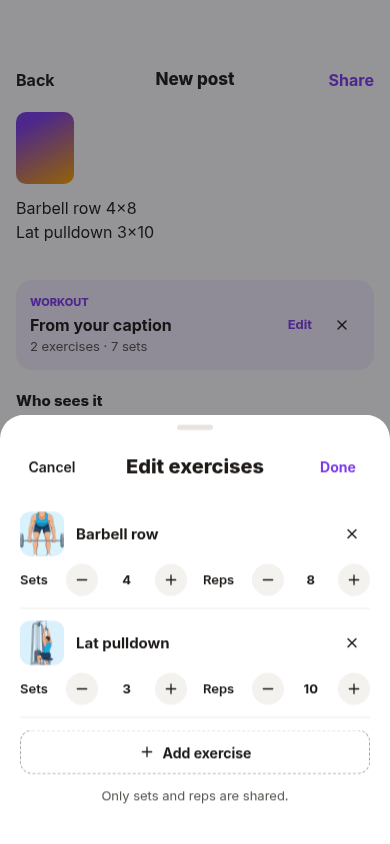 Back New post Share
Barbell row 4×8
Lat pulldown 3×10
WORKOUT
From your caption
Edit ×
2 exercises · 7 sets
Who sees it
Cancel Edit exercises Done
Barbell row ×
Sets − 4 + Reps − 8 +
Lat pulldown ×
Sets − 3 + Reps − 10 +
+ Add exercise
Only sets and reps are shared.